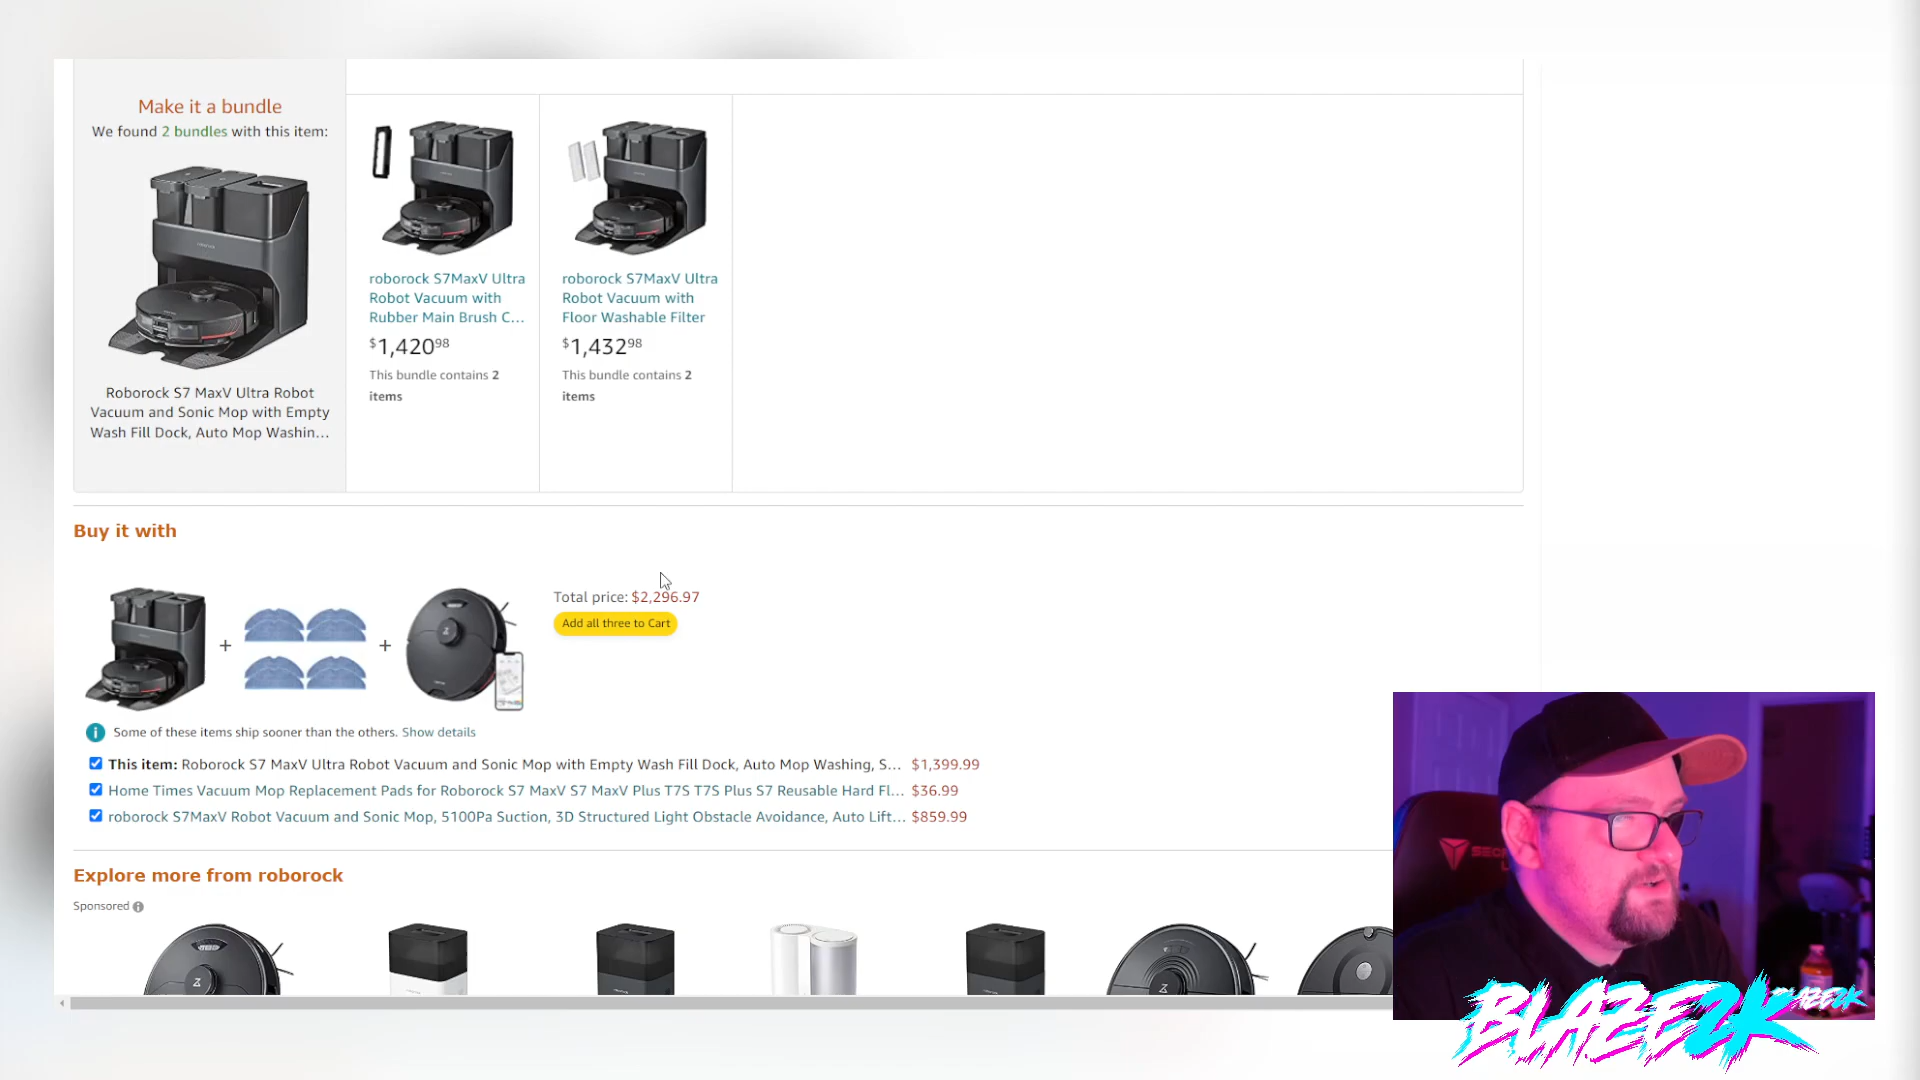 Make it a bundle
We found 2 bundles with this item:
Roborock S7 MaxV Ultra Robot
Vacuum and Sonic Mop with Empty
Wash Fill Dock, Auto Mop Washin...
roborock S7MaxV Ultra
Robot Vacuum with
Rubber Main Brush C...
$1,420.98
This bundle contains 2
items
roborock S7MaxV Ultra
Robot Vacuum with
Floor Washable Filter
$1,432.98
This bundle contains 2
items
Buy it with
+
+
Total price: $2,296.97
Add all three to Cart
Some of these items ship sooner than the others. Show details
This item: Roborock S7 MaxV Ultra Robot Vacuum and Sonic Mop with Empty Wash Fill Dock, Auto Mop Washing, S... $1,399.99
Home Times Vacuum Mop Replacement Pads for Roborock S7 MaxV S7 MaxV Plus T7S T7S Plus S7 Reusable Hard Fl... $36.99
roborock S7MaxV Robot Vacuum and Sonic Mop, 5100Pa Suction, 3D Structured Light Obstacle Avoidance, Auto Lift... $859.99
Explore more from roborock
Sponsored
BLAZE2K